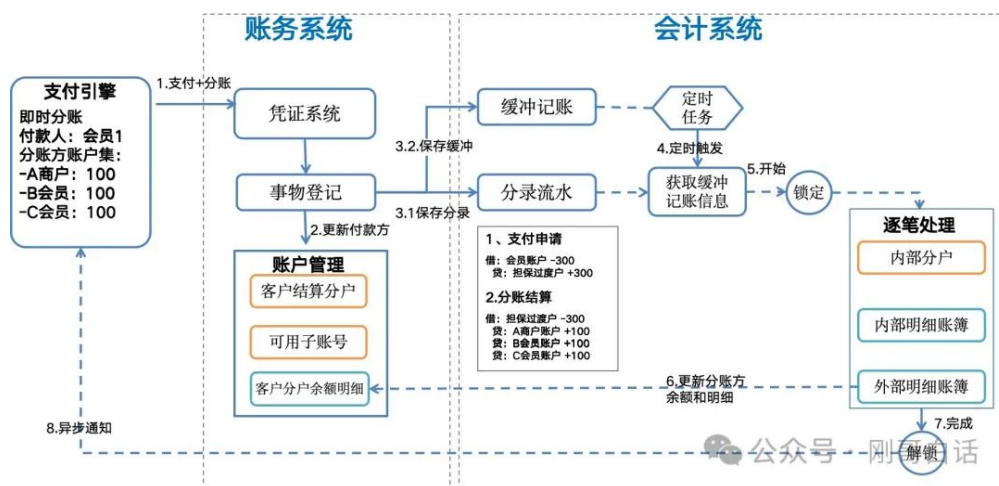 账务系统
会计系统
支付引擎
即时分账
付款人：会员1
分账方账户集：
-A商户：100
-B会员：100
-C会员：100
1.支付+分账
凭证系统
事物登记
2.更新付款方
账户管理
客户结算分户
可用子账号
客户分户余额明细
3.2.保存缓冲
3.1保存分录
缓冲记账
分录流水
定时
任务
4.定时触发
获取缓冲
记账信息
5.开始
锁定
1、支付申请
借：会员账户 -300
贷：担保过度户 +300
2.分账结算
借：担保过渡户 -300
贷：A商户账户 +100
贷：B会员账户 +100
贷：C会员账户 +100
逐笔处理
内部分户
内部明细账簿
外部明细账簿
6.更新分账方
余额和明细
7.完成
解锁
8.异步通知
公众号·刚哥白话